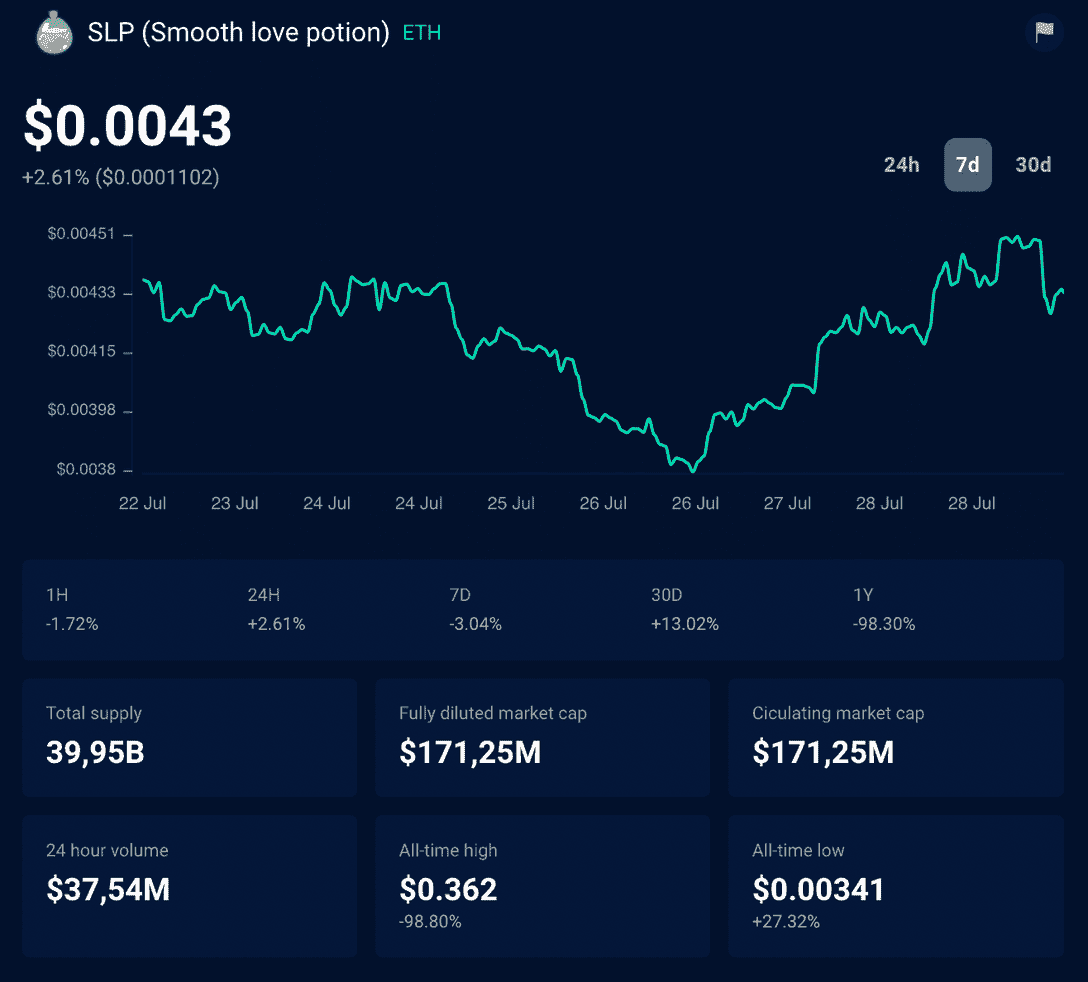 SLP (Smooth love potion) ETH
$0.0043
+2.61% ($0.0001102)
24h 7d 30d
$0.00451
$0.00433
$0.00415
$0.00398
$0.0038
22 Jul 23 Jul 24 Jul 24 Jul 25 Jul 26 Jul 26 Jul 27 Jul 28 Jul 28 Jul
1H 24H 7D 30D 1Y
-1.72% +2.61% -3.04% +13.02% -98.30%
Total supply Fully diluted market cap Ciculating market cap
39,95B $171,25M $171,25M
24 hour volume All-time high All-time low
$37,54M $0.362 $0.00341
-98.80% +27.32%